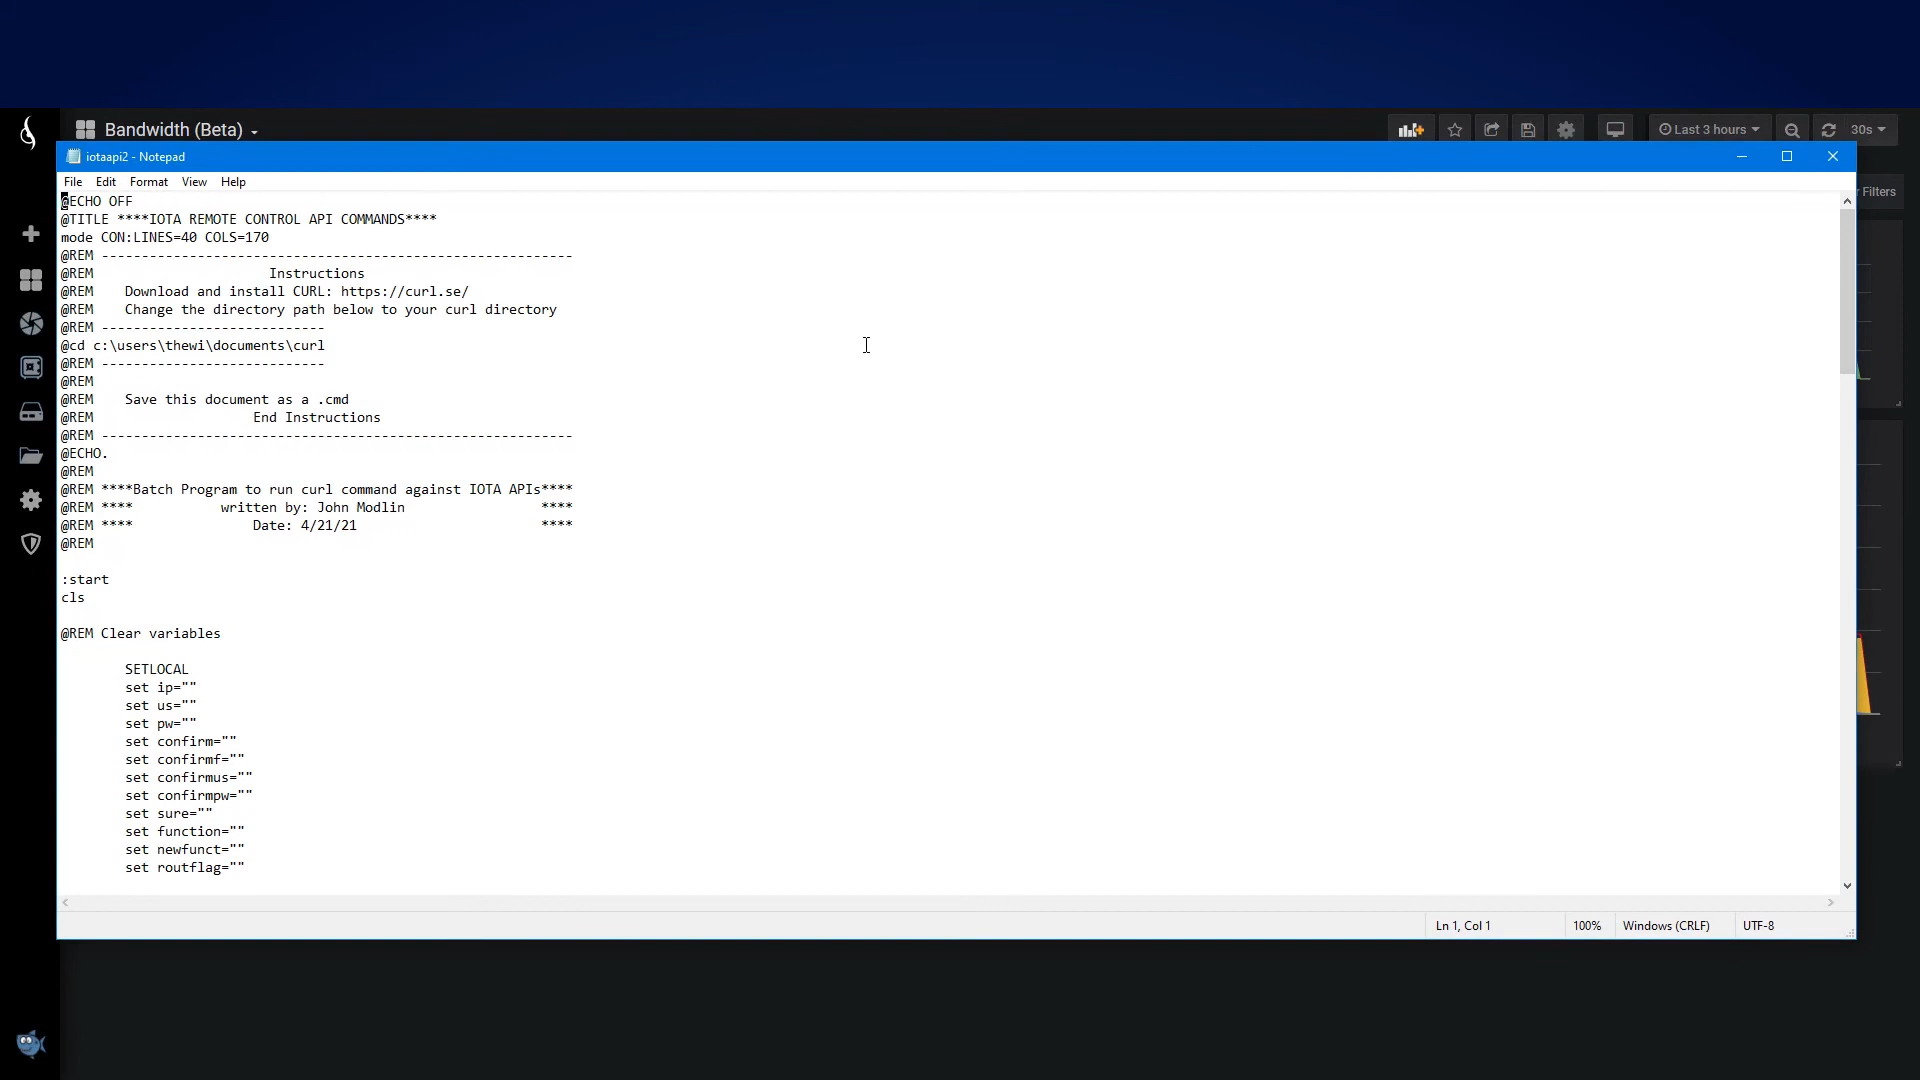 Bandwidth (Beta)
Last 3 hours
30s
Filters
iotaapi2 - Notepad
File Edit Format View Help
@ECHO OFF
@TITLE ****IOTA REMOTE CONTROL API COMMANDS****
mode CON:LINES=40 COLS=170
@REM -----------------------------------------------------------
@REM                      Instructions
@REM    Download and install CURL: https://curl.se/
@REM    Change the directory path below to your curl directory
@REM ----------------------------
@cd c:\users\thewi\documents\curl
@REM ----------------------------
@REM
@REM    Save this document as a .cmd
@REM                    End Instructions
@REM -----------------------------------------------------------
@ECHO.
@REM
@REM ****Batch Program to run curl command against IOTA APIs****
@REM ****           written by: John Modlin                 ****
@REM ****               Date: 4/21/21                       ****
@REM
:start
cls
@REM Clear variables
SETLOCAL
set ip=""
set us=""
set pw=""
set confirm=""
set confirmf=""
set confirmus=""
set confirmpw=""
set sure=""
set function=""
set newfunct=""
set routflag=""
Ln 1, Col 1
100%
Windows (CRLF)
UTF-8